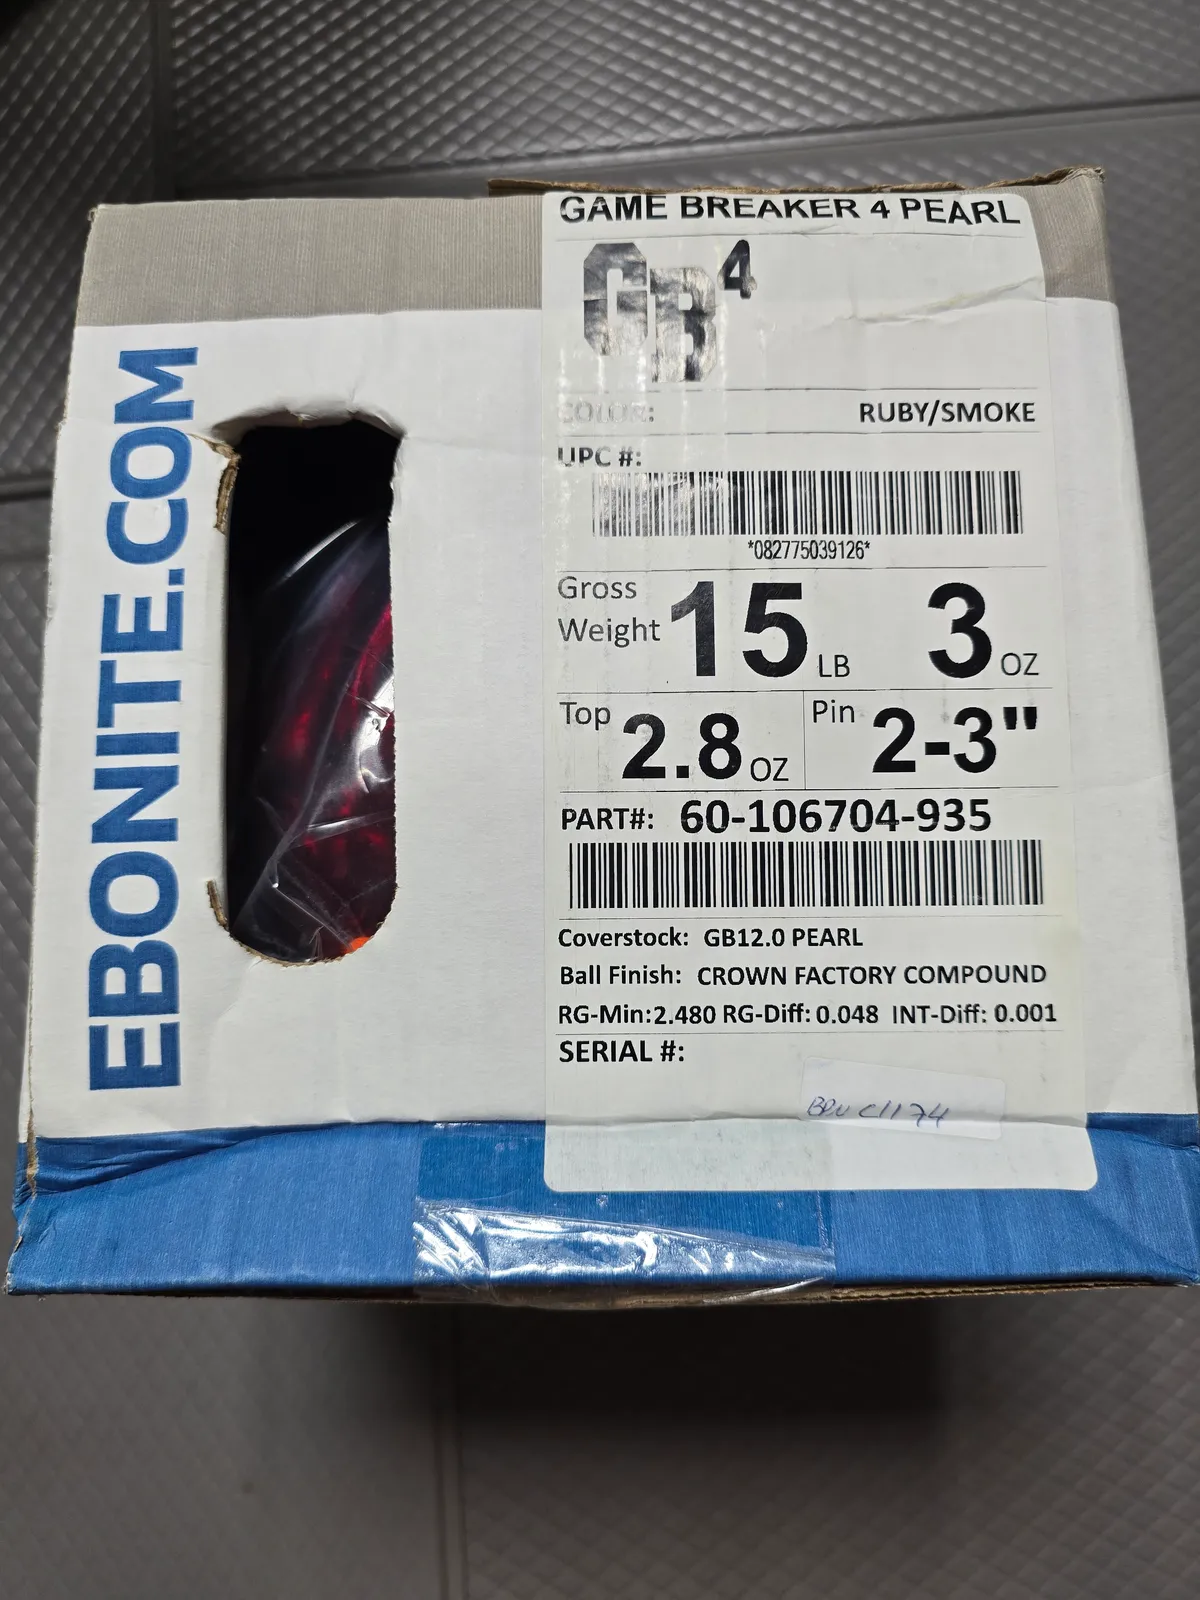 GAME BREAKER 4 PEARL
GB4
COLOR: RUBY/SMOKE
UPC #:
*082775039126*
Gross Weight 15 LB 3 OZ
Top 2.8 OZ Pin 2-3"
PART#: 60-106704-935
Coverstock: GB12.0 PEARL
Ball Finish: CROWN FACTORY COMPOUND
RG-Min:2.480 RG-Diff: 0.048 INT-Diff: 0.001
SERIAL #:
EBONITE.COM